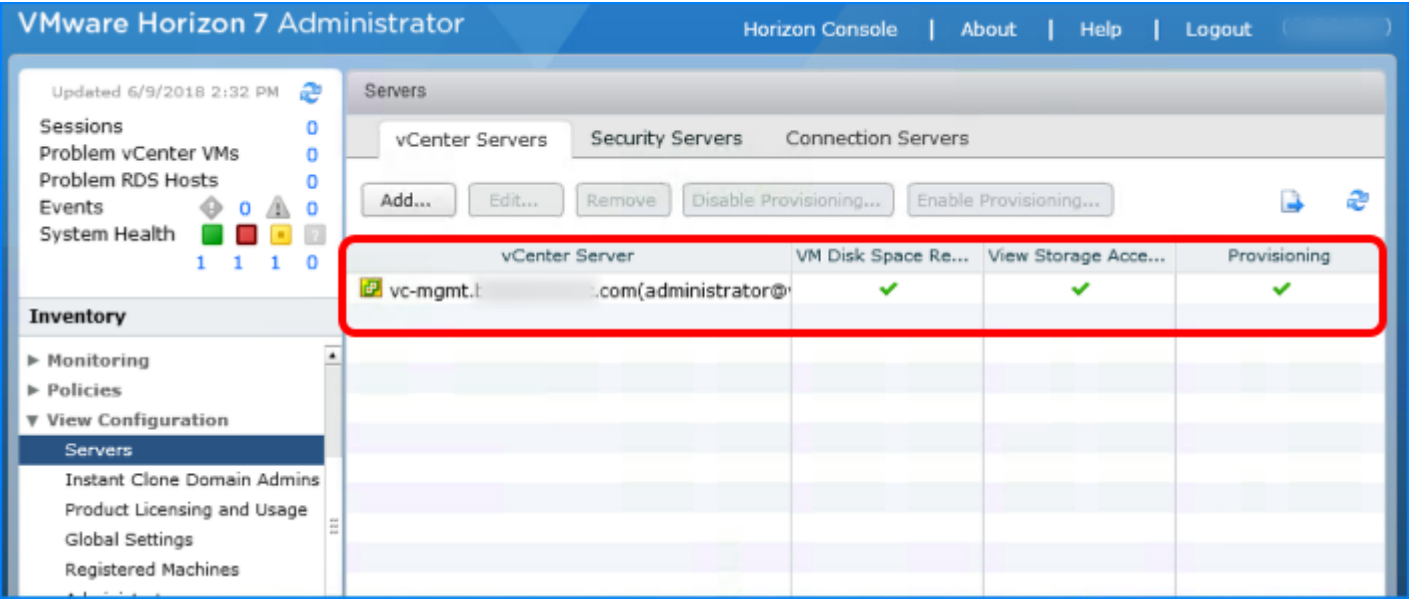 VMware Horizon 7 Administrator
Horizon Console | About | Help | Logout ( )
Updated 6/9/2018 2:32 PM
Sessions 0
Problem vCenter VMs 0
Problem RDS Hosts 0
Events 0 0
System Health
1 1 1 0
Inventory
Monitoring
Policies
View Configuration
Servers
Instant Clone Domain Admins
Product Licensing and Usage
Global Settings
Registered Machines
Servers
vCenter Servers Security Servers Connection Servers
Add... Edit... Remove Disable Provisioning... Enable Provisioning...
vCenter Server VM Disk Space Re... View Storage Acce... Provisioning
vc-mgmt. .com(administrator@